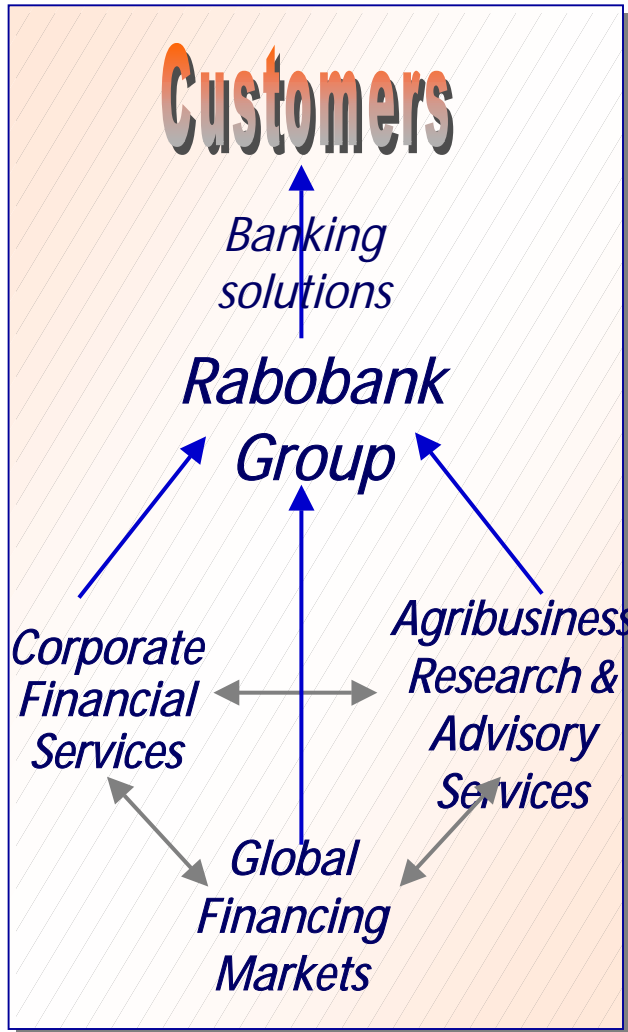 Customers
Banking
solutions
Rabobank
Group
Corporate
Financial
Services
Agribusiness
Research &
Advisory
Services
Global
Financing
Markets